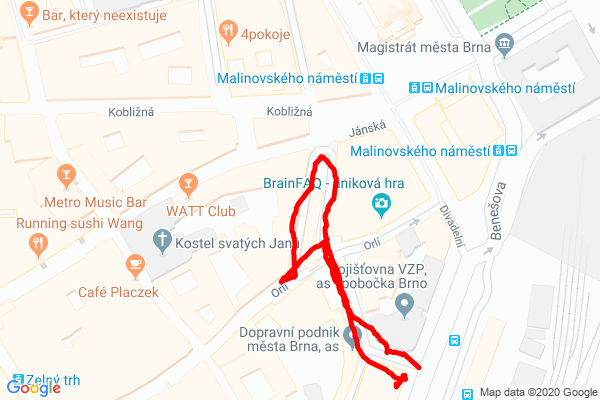 Bar, který neexistuje
4pokoje
Magistrát města Brna
Malinovského náměstí
Malinovského náměstí
Kobližná
Kobližná
Jánská
Malinovského náměstí
BrainFAQ - úniková hra
Metro Music Bar
WATT Club
Benešova
Divadelní
Running sushi Wang
Kostel svatých Janů
Orlí
ojišťovna VZP,
as pobočka Brno
Café Placzek
Orlí
Dopravní podnik
města Brna, as
Zelný trh
Google
Map data ©2020 Google